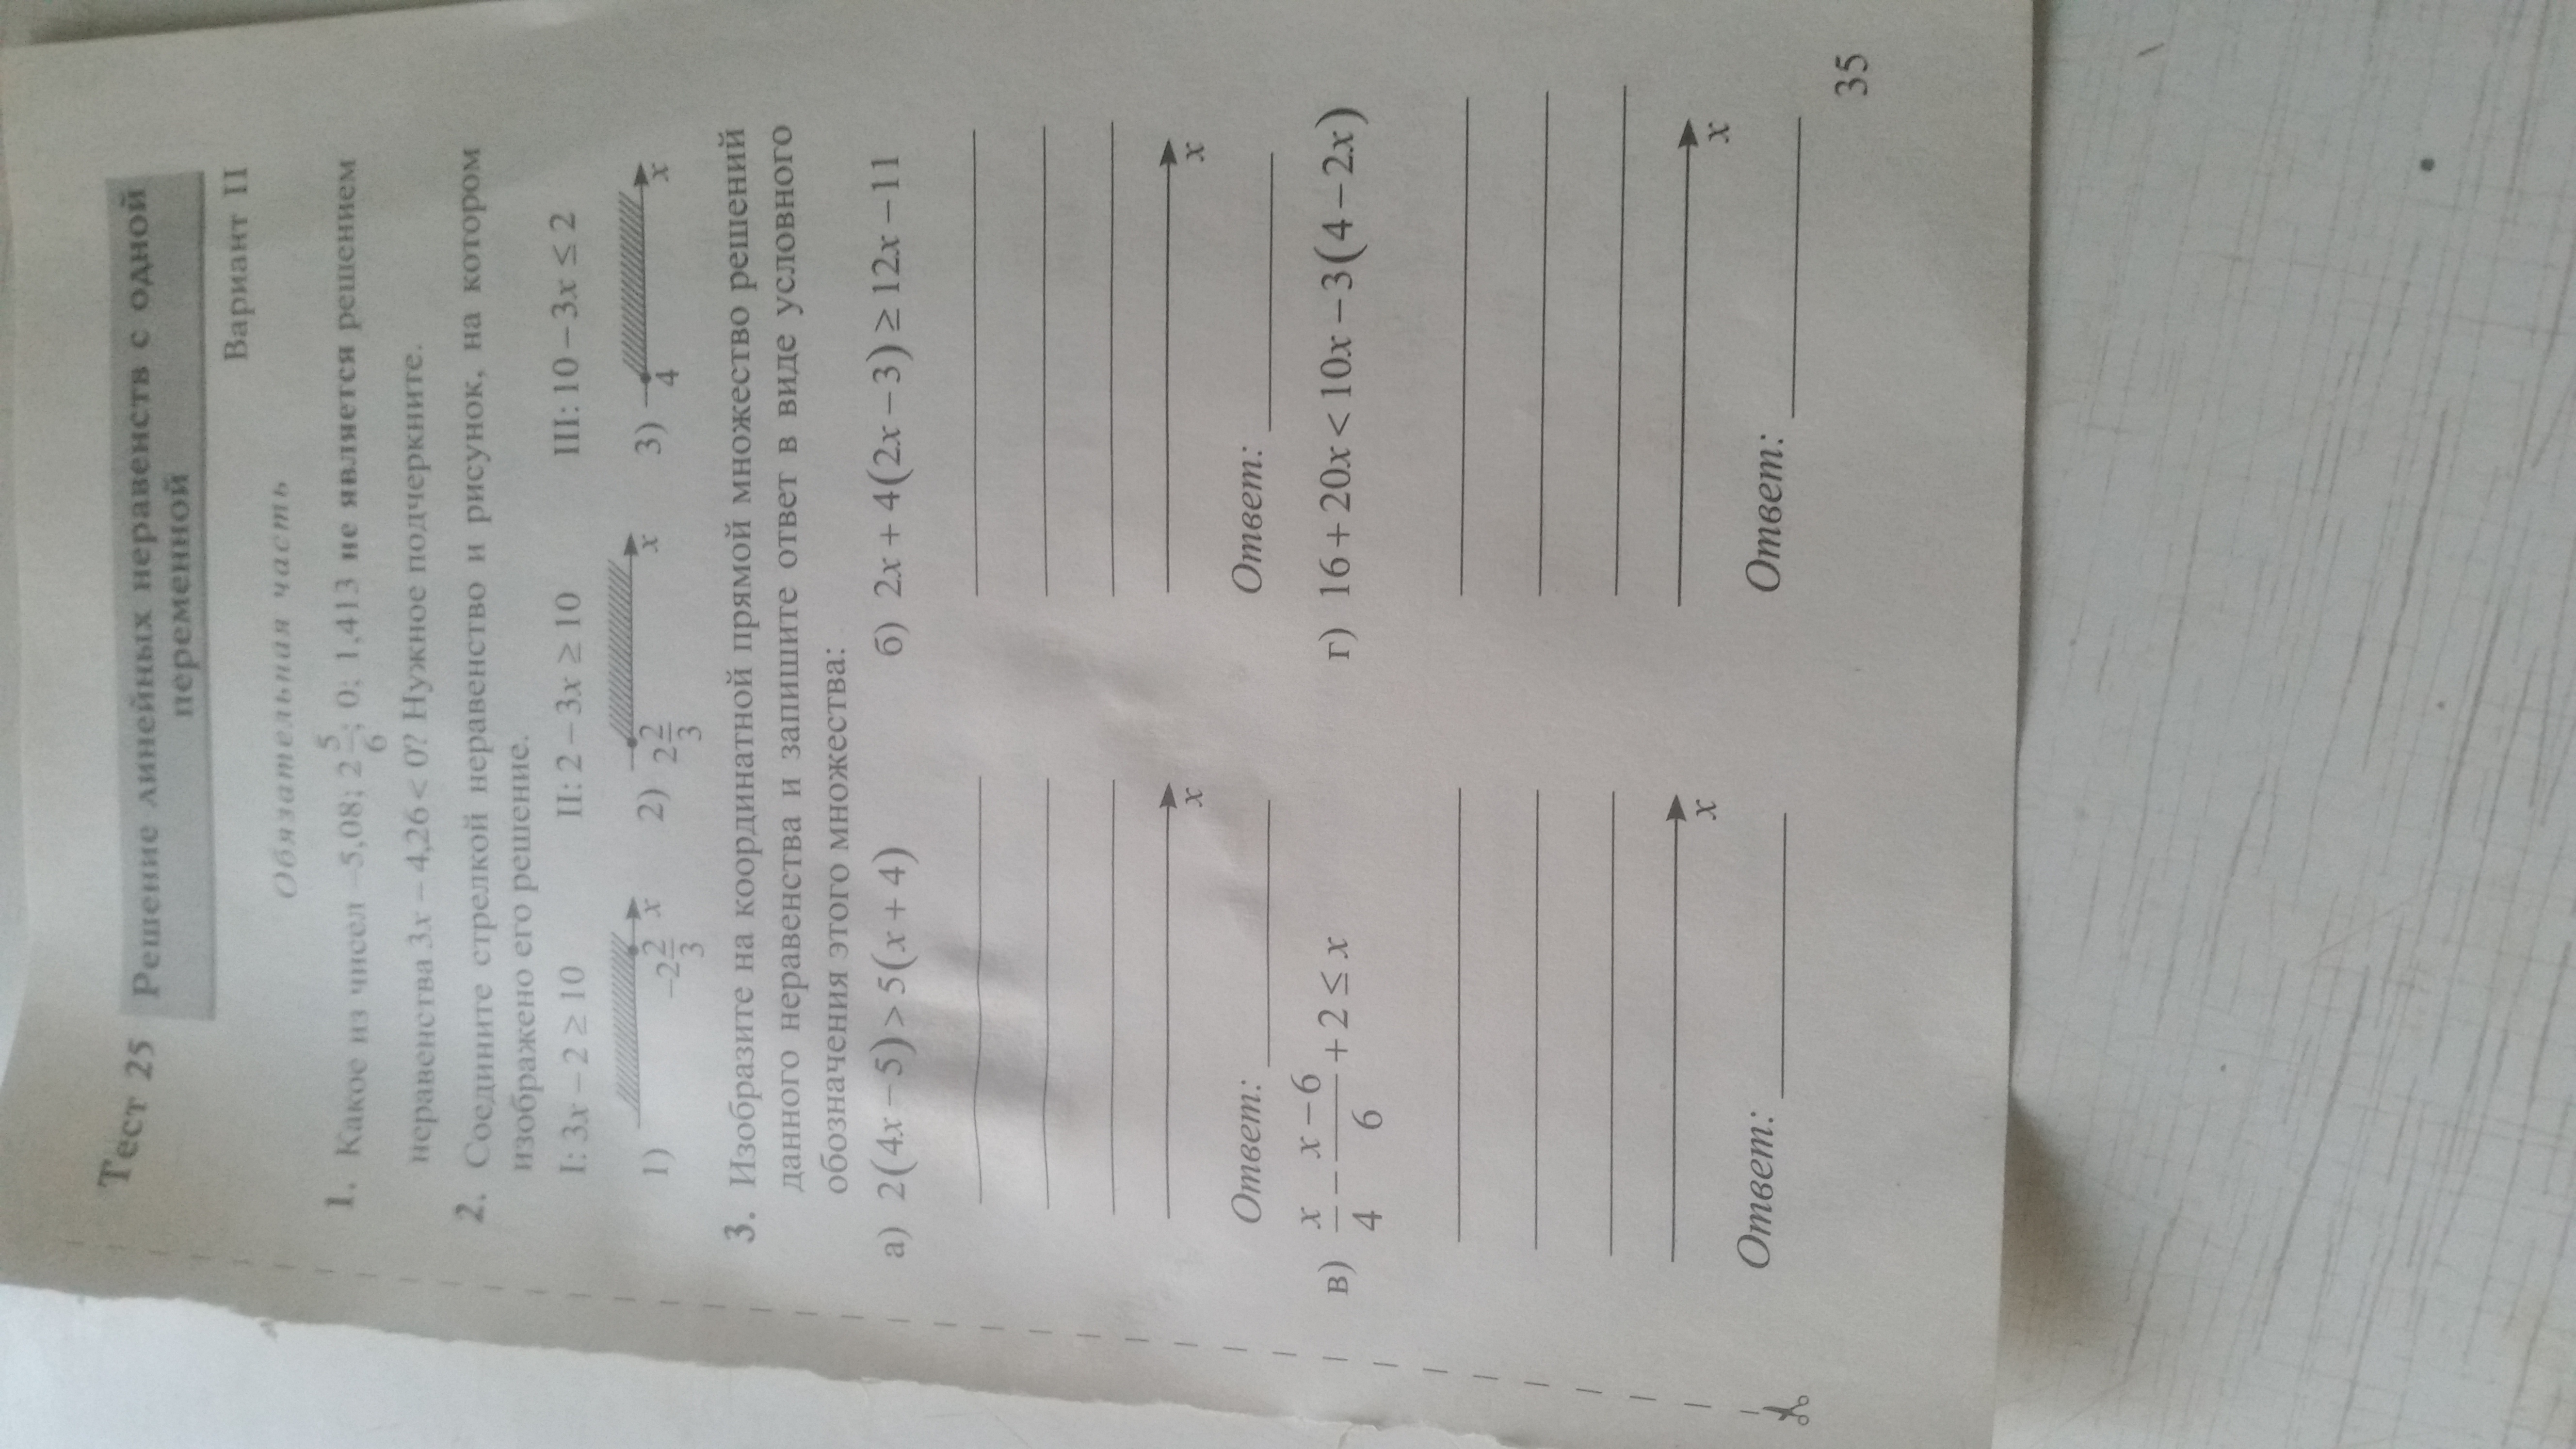 Тест 25 Решение линейных неравенств с одной
переменной
Вариант II
Обязательная часть
1. Какое из чисел –5,08; 2 5/6; 0; 1,413 не является решением
неравенства 3x – 4,26 < 0? Нужное подчеркните.
2. Соедините стрелкой неравенство и рисунок, на котором
изображено его решение.
I: 3x – 2 ≥ 10 II: 2 – 3x ≥ 10 III: 10 – 3x ≤ 2
1) –2 2/3 x 2) 2 2/3 x 3) 4 x
3. Изобразите на координатной прямой множество решений
данного неравенства и запишите ответ в виде условного
обозначения этого множества:
а) 2(4x – 5) > 5(x + 4) б) 2x + 4(2x – 3) ≥ 12x – 11
x x
Ответ: Ответ:
в) x/4 – (x – 6)/6 + 2 ≤ x г) 16 + 20x < 10x – 3(4 – 2x)
x x
Ответ: Ответ:
35